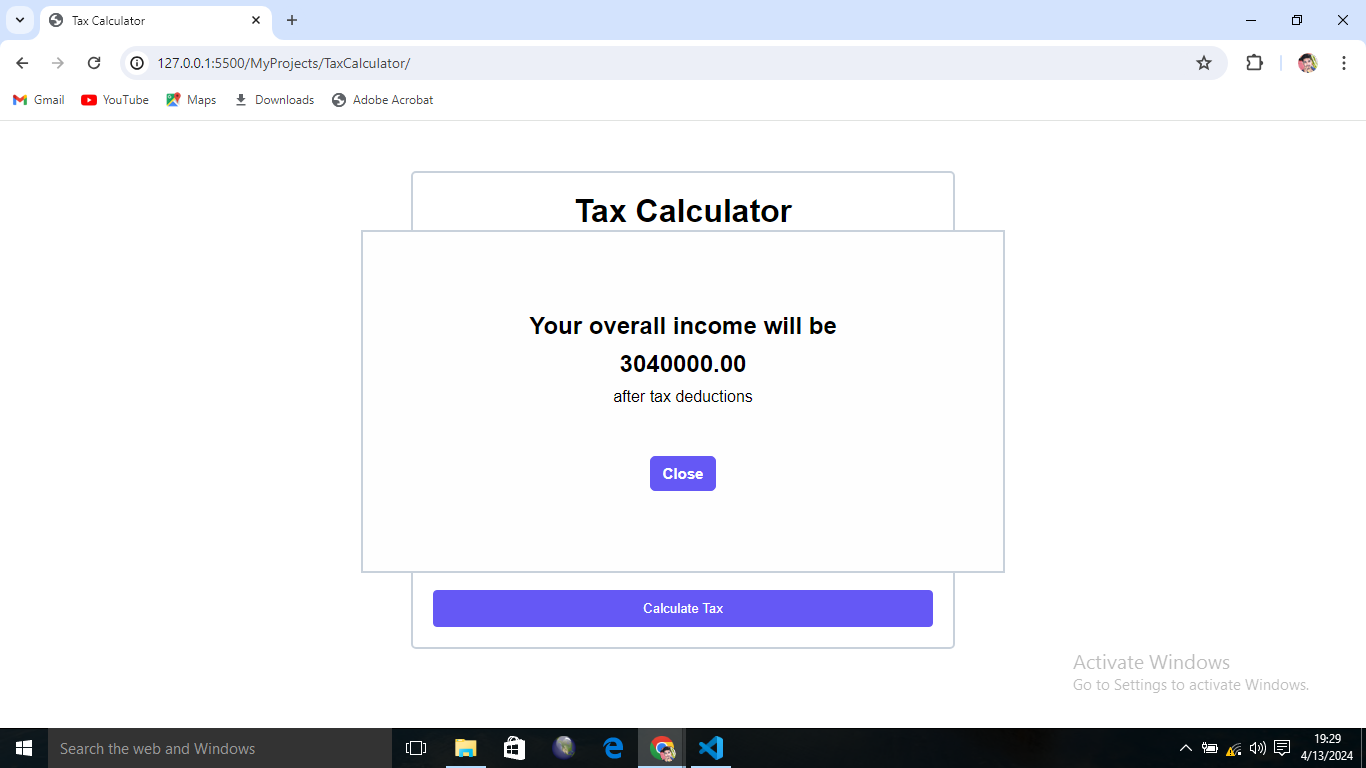 Tax Calculator
127.0.0.1:5500/MyProjects/TaxCalculator/
Gmail YouTube Maps Downloads Adobe Acrobat
Tax Calculator
Your overall income will be
3040000.00
after tax deductions
Close
Calculate Tax
Activate Windows
Go to Settings to activate Windows.
Search the web and Windows
19:29
4/13/2024